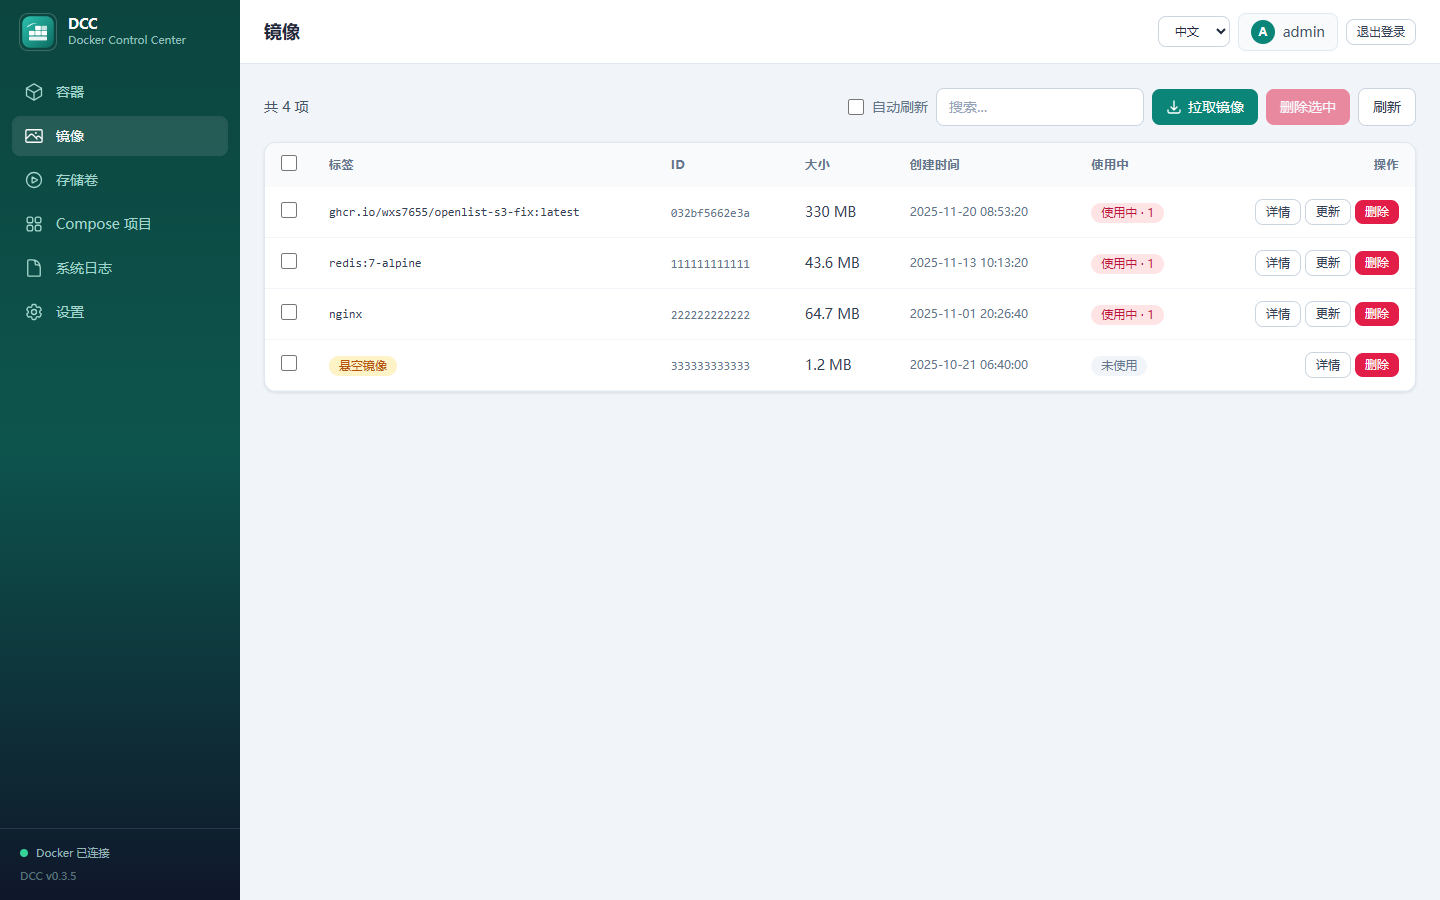 DCC
Docker Control Center
容器
镜像
存储卷
Compose 项目
系统日志
设置
Docker 已连接
DCC v0.3.5
镜像
中文
A admin
退出登录
共 4 项
自动刷新
搜索...
拉取镜像
删除选中
刷新
标签 ID 大小 创建时间 使用中 操作
ghcr.io/wxs7655/openlist-s3-fix:latest 032bf5662e3a 330 MB 2025-11-20 08:53:20 使用中 · 1 详情 更新 删除
redis:7-alpine 111111111111 43.6 MB 2025-11-13 10:13:20 使用中 · 1 详情 更新 删除
nginx 222222222222 64.7 MB 2025-11-01 20:26:40 使用中 · 1 详情 更新 删除
悬空镜像 333333333333 1.2 MB 2025-10-21 06:40:00 未使用 详情 删除